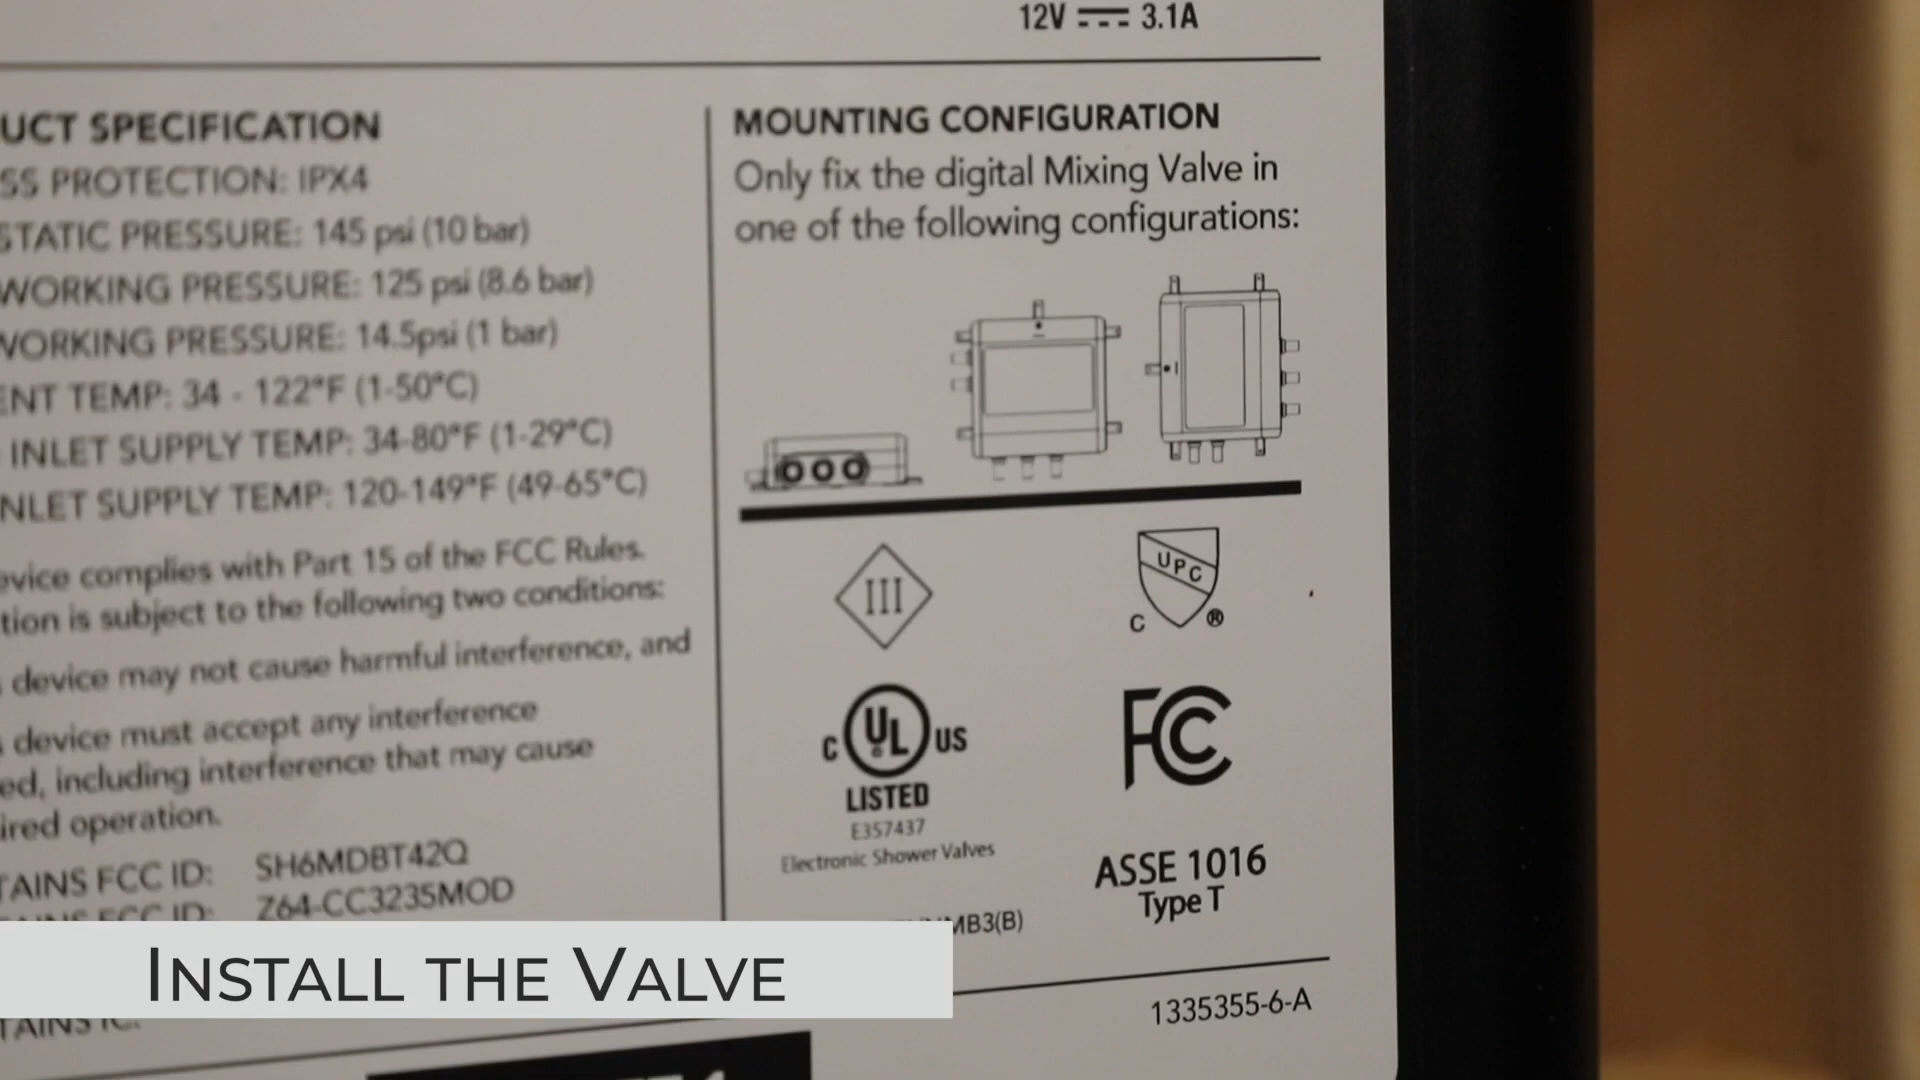 12V 3.1A
UCT SPECIFICATION
SS PROTECTION: IPX4
STATIC PRESSURE: 145 psi (10 bar)
WORKING PRESSURE: 125 psi (8.6 bar)
WORKING PRESSURE: 14.5psi (1 bar)
ENT TEMP: 34 - 122°F (1-50°C)
INLET SUPPLY TEMP: 34-80°F (1-29°C)
NLET SUPPLY TEMP: 120-149°F (49-65°C)
evice complies with Part 15 of the FCC Rules.
tion is subject to the following two conditions:
s device may not cause harmful interference, and
s device must accept any interference
ed, including interference that may cause
ired operation.
TAINS FCC ID: SH6MDBT42Q
TAINS FCC ID: Z64-CC3235MOD
MOUNTING CONFIGURATION
Only fix the digital Mixing Valve in
one of the following configurations:
III
UPC
C ®
C UL US
LISTED
E357437
Electronic Shower Valves
FC
ASSE 1016
Type T
MB3(B)
1335355-6-A
INSTALL THE VALVE
TAINS IC: